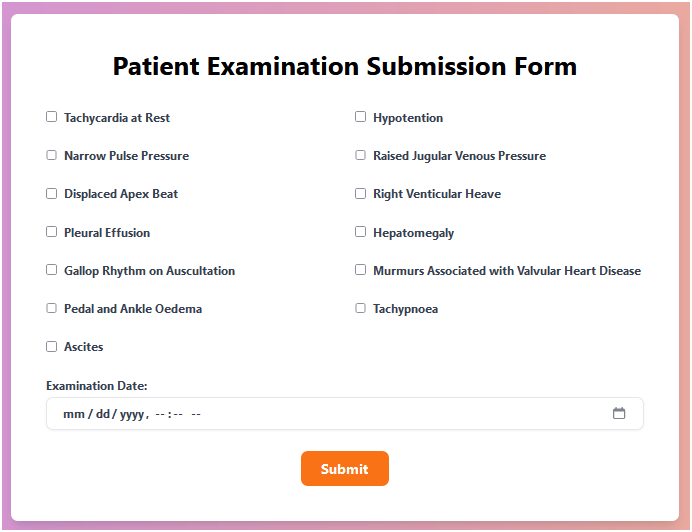 Patient Examination Submission Form
Tachycardia at Rest
Hypotention
Narrow Pulse Pressure
Raised Jugular Venous Pressure
Displaced Apex Beat
Right Venticular Heave
Pleural Effusion
Hepatomegaly
Gallop Rhythm on Auscultation
Murmurs Associated with Valvular Heart Disease
Pedal and Ankle Oedema
Tachypnoea
Ascites
Examination Date:
mm/dd/yyyy, --:-- --
Submit